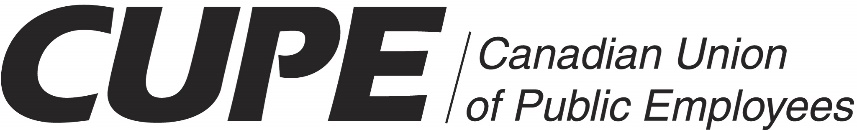 CUPE / Canadian Union
of Public Employees